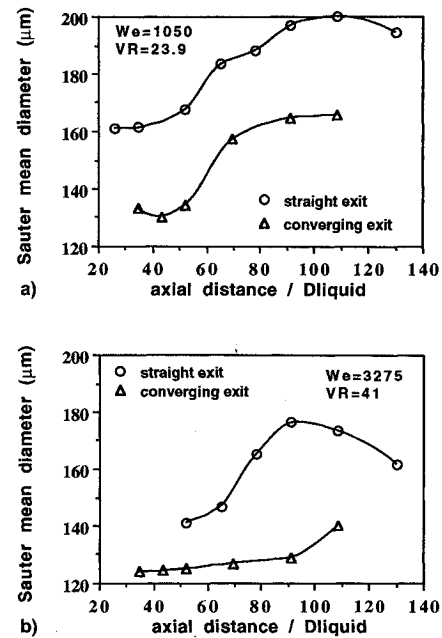 200
180
160
140
120
Sauter mean diameter (μm)
We=1050
VR=23.9
straight exit
converging exit
20 40 60 80 100 120 140
a) axial distance / Dliquid
200
180
160
140
120
Sauter mean diameter (μm)
straight exit
converging exit
We=3275
VR=41
20 40 60 80 100 120 140
b) axial distance / Dliquid